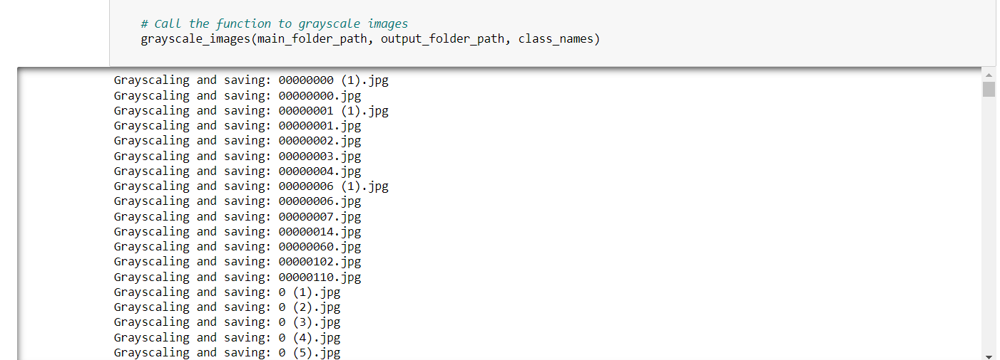 # Call the function to grayscale images
grayscale_images(main_folder_path, output_folder_path, class_names)
Grayscaling and saving: 00000000 (1).jpg
Grayscaling and saving: 00000000.jpg
Grayscaling and saving: 00000001 (1).jpg
Grayscaling and saving: 00000001.jpg
Grayscaling and saving: 00000002.jpg
Grayscaling and saving: 00000003.jpg
Grayscaling and saving: 00000004.jpg
Grayscaling and saving: 00000006 (1).jpg
Grayscaling and saving: 00000006.jpg
Grayscaling and saving: 00000007.jpg
Grayscaling and saving: 00000014.jpg
Grayscaling and saving: 00000060.jpg
Grayscaling and saving: 00000102.jpg
Grayscaling and saving: 00000110.jpg
Grayscaling and saving: 0 (1).jpg
Grayscaling and saving: 0 (2).jpg
Grayscaling and saving: 0 (3).jpg
Grayscaling and saving: 0 (4).jpg
Grayscaling and saving: 0 (5).jpg